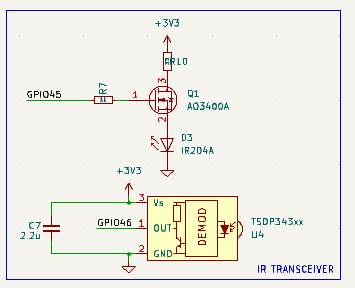 +3V3
RR10
3
GPIO45
R7
1
Q1
AO3400A
2
D3
IR204A
+3V3
3
Vs
C7
2.2u
GPIO46
1
OUT
DEMOD
TSDP343xx
U4
2
GND
IR TRANSCEIVER